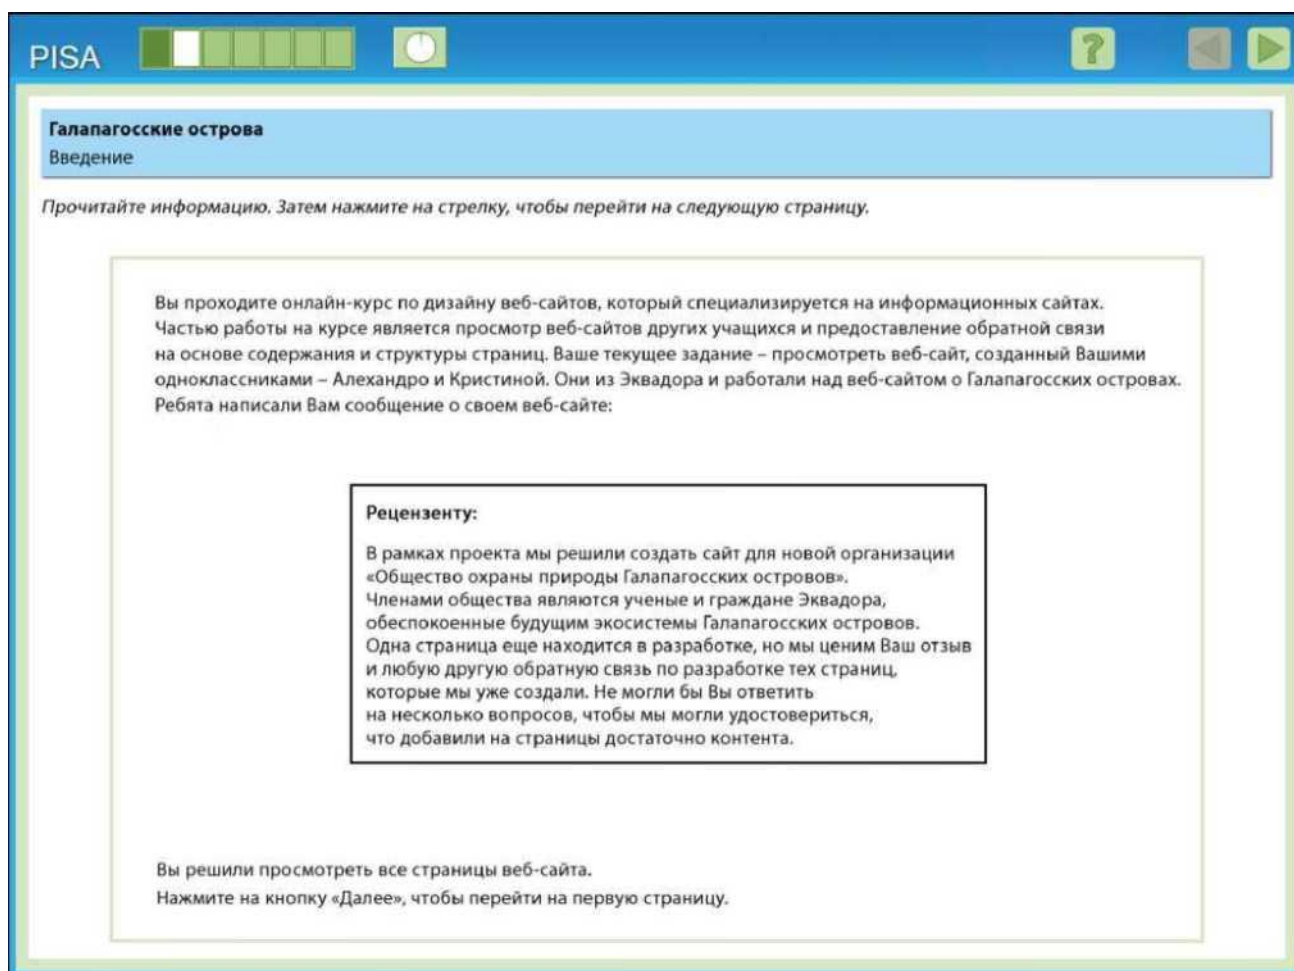 PISA
?
Галапагосские острова
Введение
Прочитайте информацию. Затем нажмите на стрелку, чтобы перейти на следующую страницу.
Вы проходите онлайн-курс по дизайну веб-сайтов, который специализируется на информационных сайтах.
Частью работы на курсе является просмотр веб-сайтов других учащихся и предоставление обратной связи
на основе содержания и структуры страниц. Ваше текущее задание – просмотреть веб-сайт, созданный Вашими
одноклассниками – Алехандро и Кристиной. Они из Эквадора и работали над веб-сайтом о Галапагосских островах.
Ребята написали Вам сообщение о своем веб-сайте:
Рецензенту:
В рамках проекта мы решили создать сайт для новой организации
«Общество охраны природы Галапагосских островов».
Членами общества являются ученые и граждане Эквадора,
обеспокоенные будущим экосистемы Галапагосских островов.
Одна страница еще находится в разработке, но мы ценим Ваш отзыв
и любую другую обратную связь по разработке тех страниц,
которые мы уже создали. Не могли бы Вы ответить
на несколько вопросов, чтобы мы могли удостовериться,
что добавили на страницы достаточно контента.
Вы решили просмотреть все страницы веб-сайта.
Нажмите на кнопку «Далее», чтобы перейти на первую страницу.